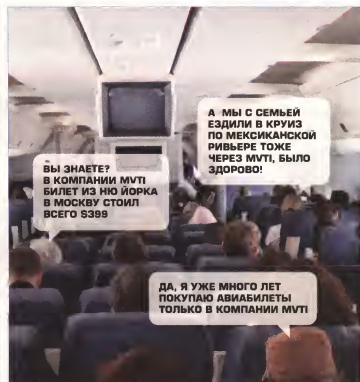 А МЫ С СЕМЬЕЙ
ЕЗДИЛИ В КРУИЗ
ПО МЕКСИКАНСКОЙ
РИВЬЕРЕ ТОЖЕ
ЧЕРЕЗ MVTI, БЫЛО
ЗДОРОВО!
ВЫ ЗНАЕТЕ?
В КОМПАНИИ MVTI
БИЛЕТ ИЗ НЮ ЙОРКА
В МОСКВУ СТОИЛ
ВСЕГО $399
ДА, Я УЖЕ МНОГО ЛЕТ
ПОКУПАЮ АВИАБИЛЕТЫ
ТОЛЬКО В КОМПАНИИ MVTI